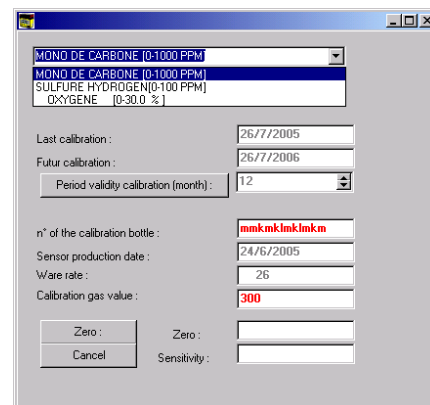 MONO DE CARBONE [0-1000 PPM]
MONO DE CARBONE [0-1000 PPM]
SULFURE HYDROGEN[0-100 PPM]
OXYGENE [0-30.0 % ]
Last calibration : 26/7/2005
Futur calibration : 26/7/2006
Period validity calibration (month) : 12
n° of the calibration bottle : mmkmklmklmkm
Sensor production date : 24/6/2005
Ware rate : 26
Calibration gas value : 300
Zero : Zero :
Cancel Sensitivity :